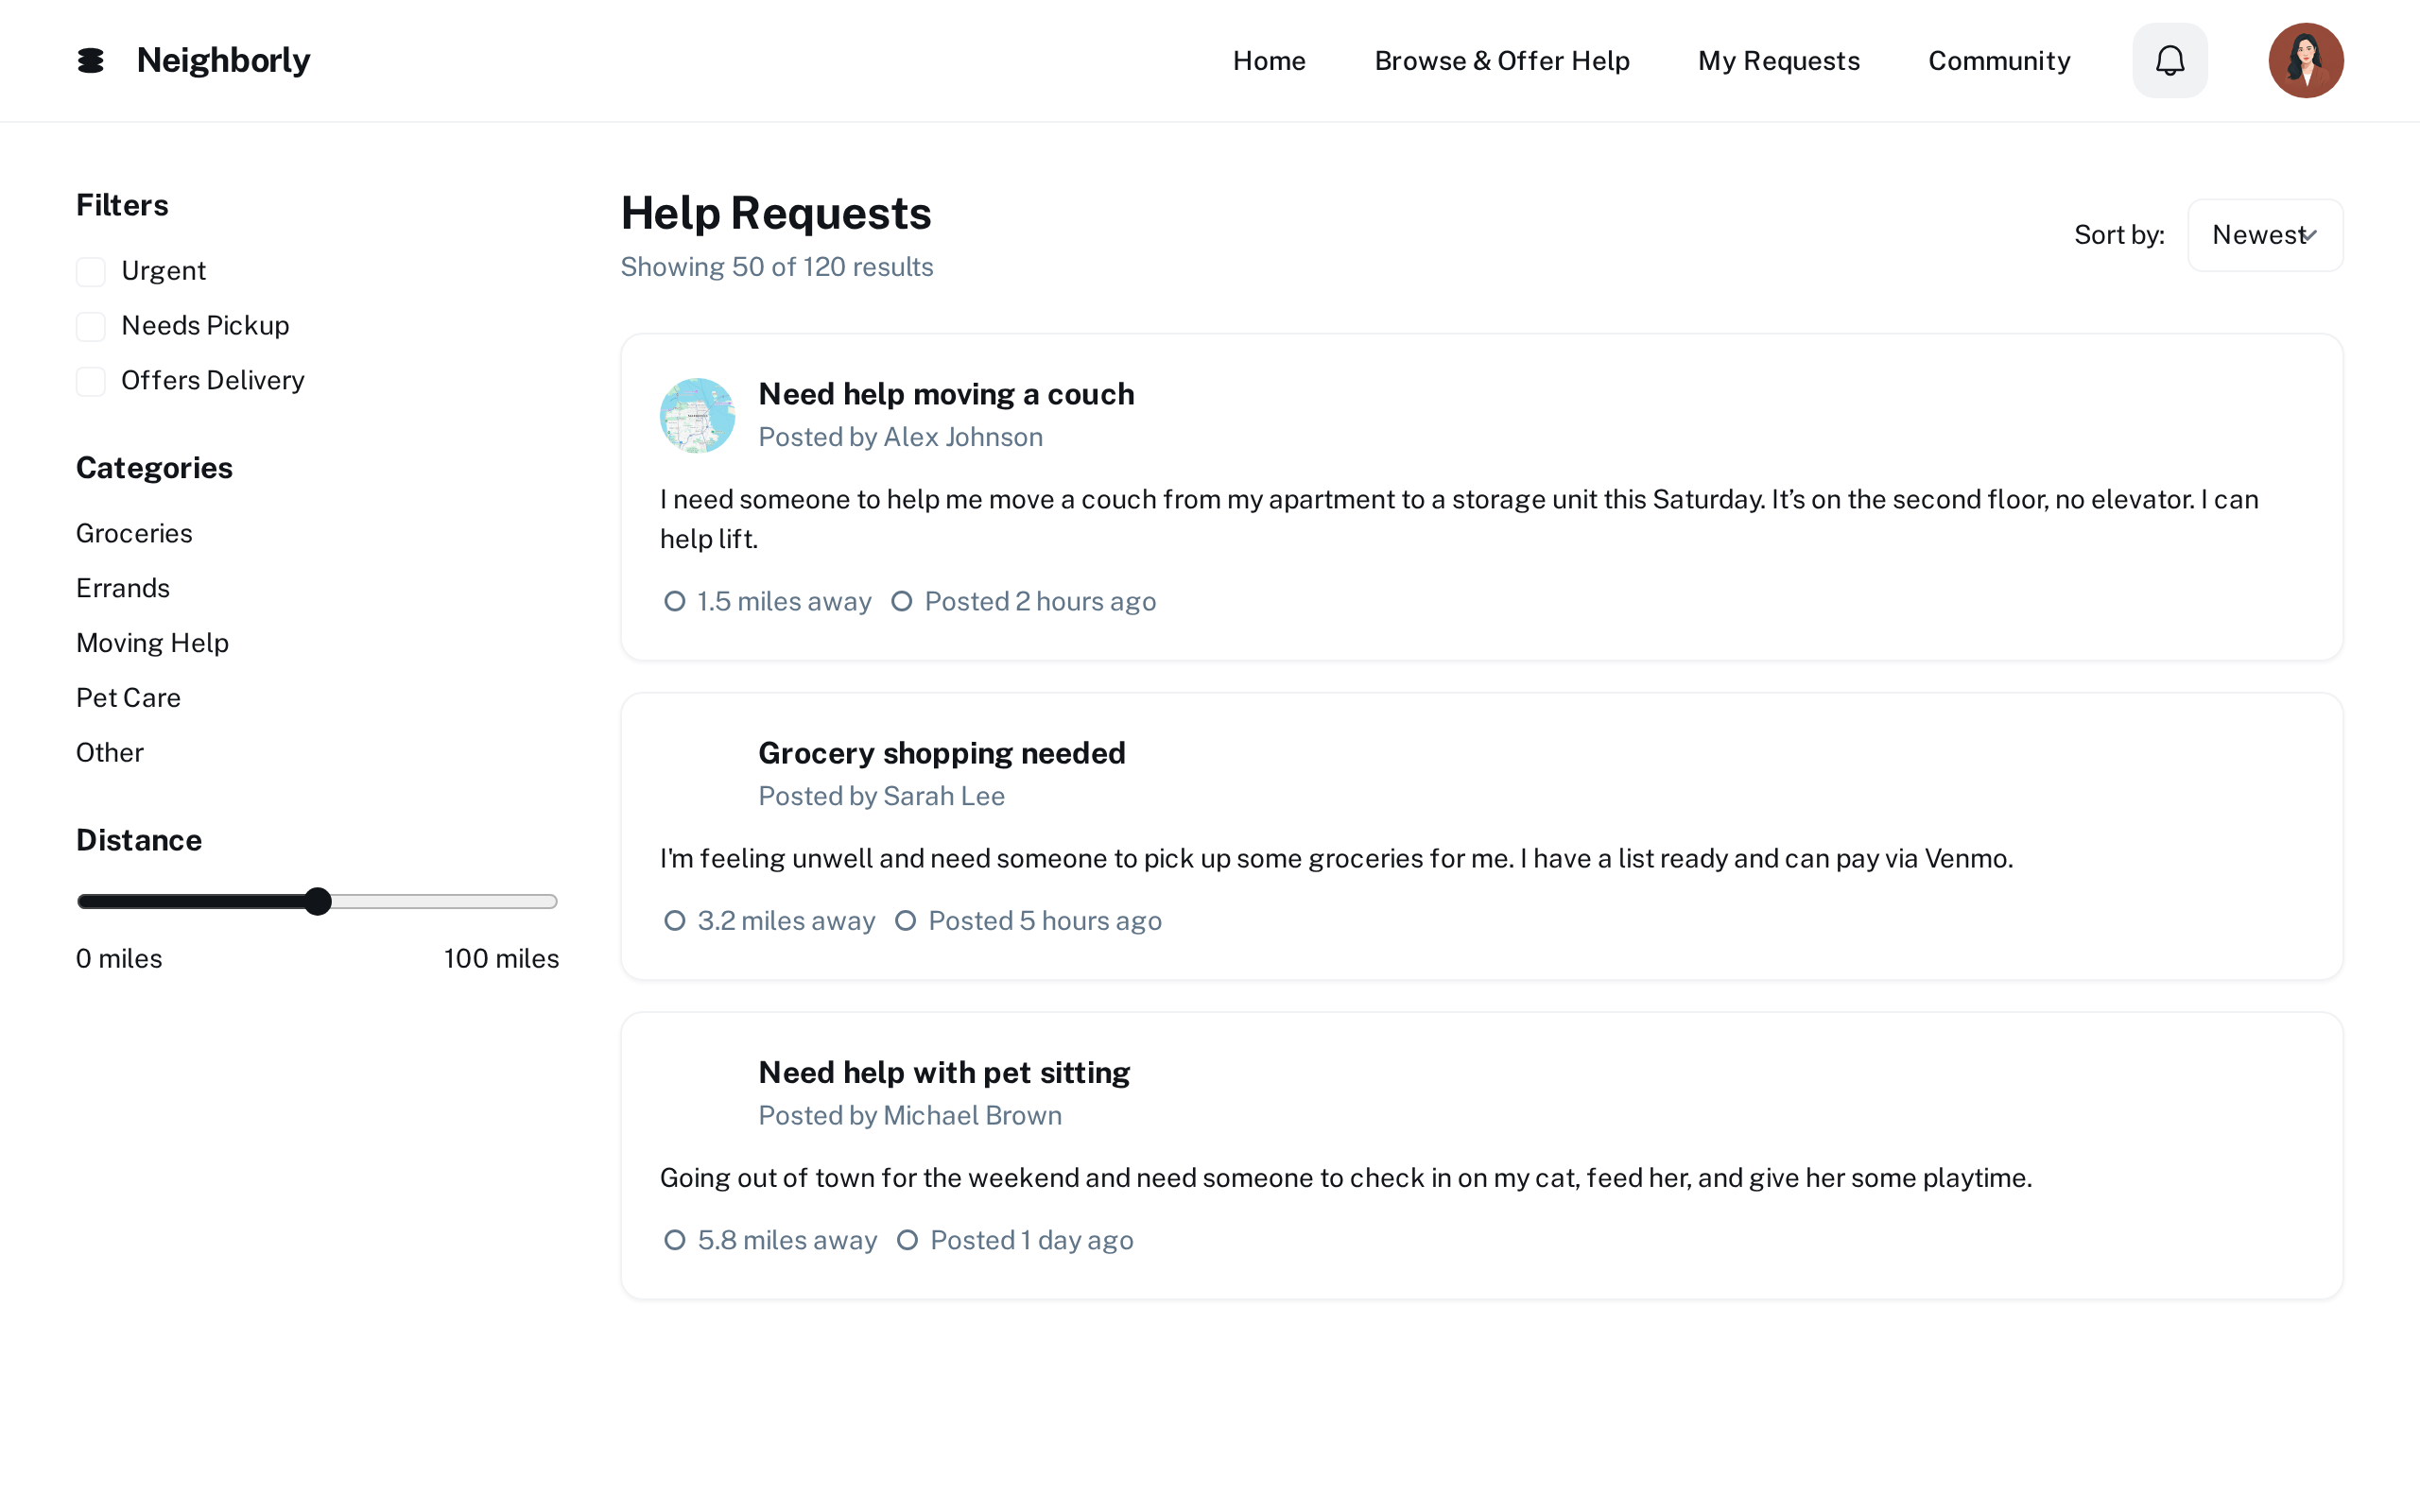 Neighborly
Home
Browse & Offer Help
My Requests
Community
Filters
Urgent
Needs Pickup
Offers Delivery
Categories
Groceries
Errands
Moving Help
Pet Care
Other
Distance
0 miles
100 miles
Help Requests
Showing 50 of 120 results
Sort by:
Newest
Need help moving a couch
Posted by Alex Johnson
I need someone to help me move a couch from my apartment to a storage unit this Saturday. It’s on the second floor, no elevator. I can
help lift.
1.5 miles away
Posted 2 hours ago
Grocery shopping needed
Posted by Sarah Lee
I'm feeling unwell and need someone to pick up some groceries for me. I have a list ready and can pay via Venmo.
3.2 miles away
Posted 5 hours ago
Need help with pet sitting
Posted by Michael Brown
Going out of town for the weekend and need someone to check in on my cat, feed her, and give her some playtime.
5.8 miles away
Posted 1 day ago